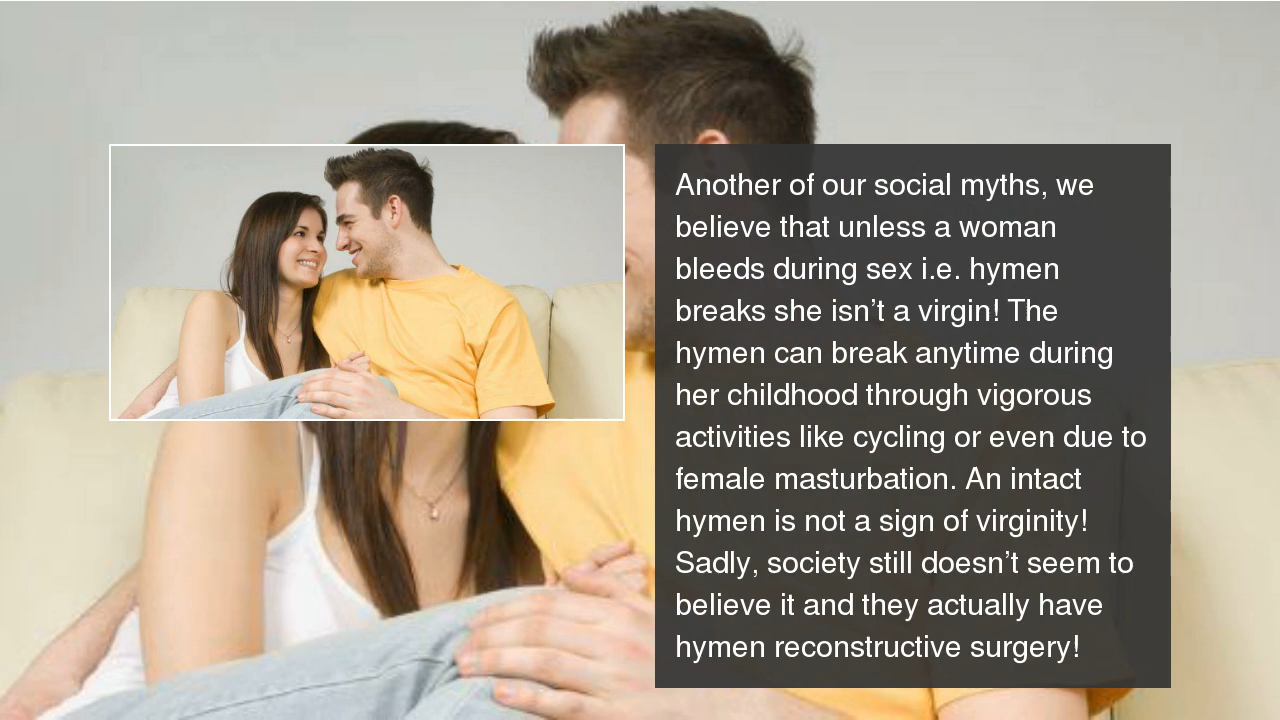 Another of our social myths, we
believe that unless a woman
bleeds during sex i.e. hymen
breaks she isn’t a virgin! The
hymen can break anytime during
her childhood through vigorous
activities like cycling or even due to
female masturbation. An intact
hymen is not a sign of virginity!
Sadly, society still doesn’t seem to
believe it and they actually have
hymen reconstructive surgery!